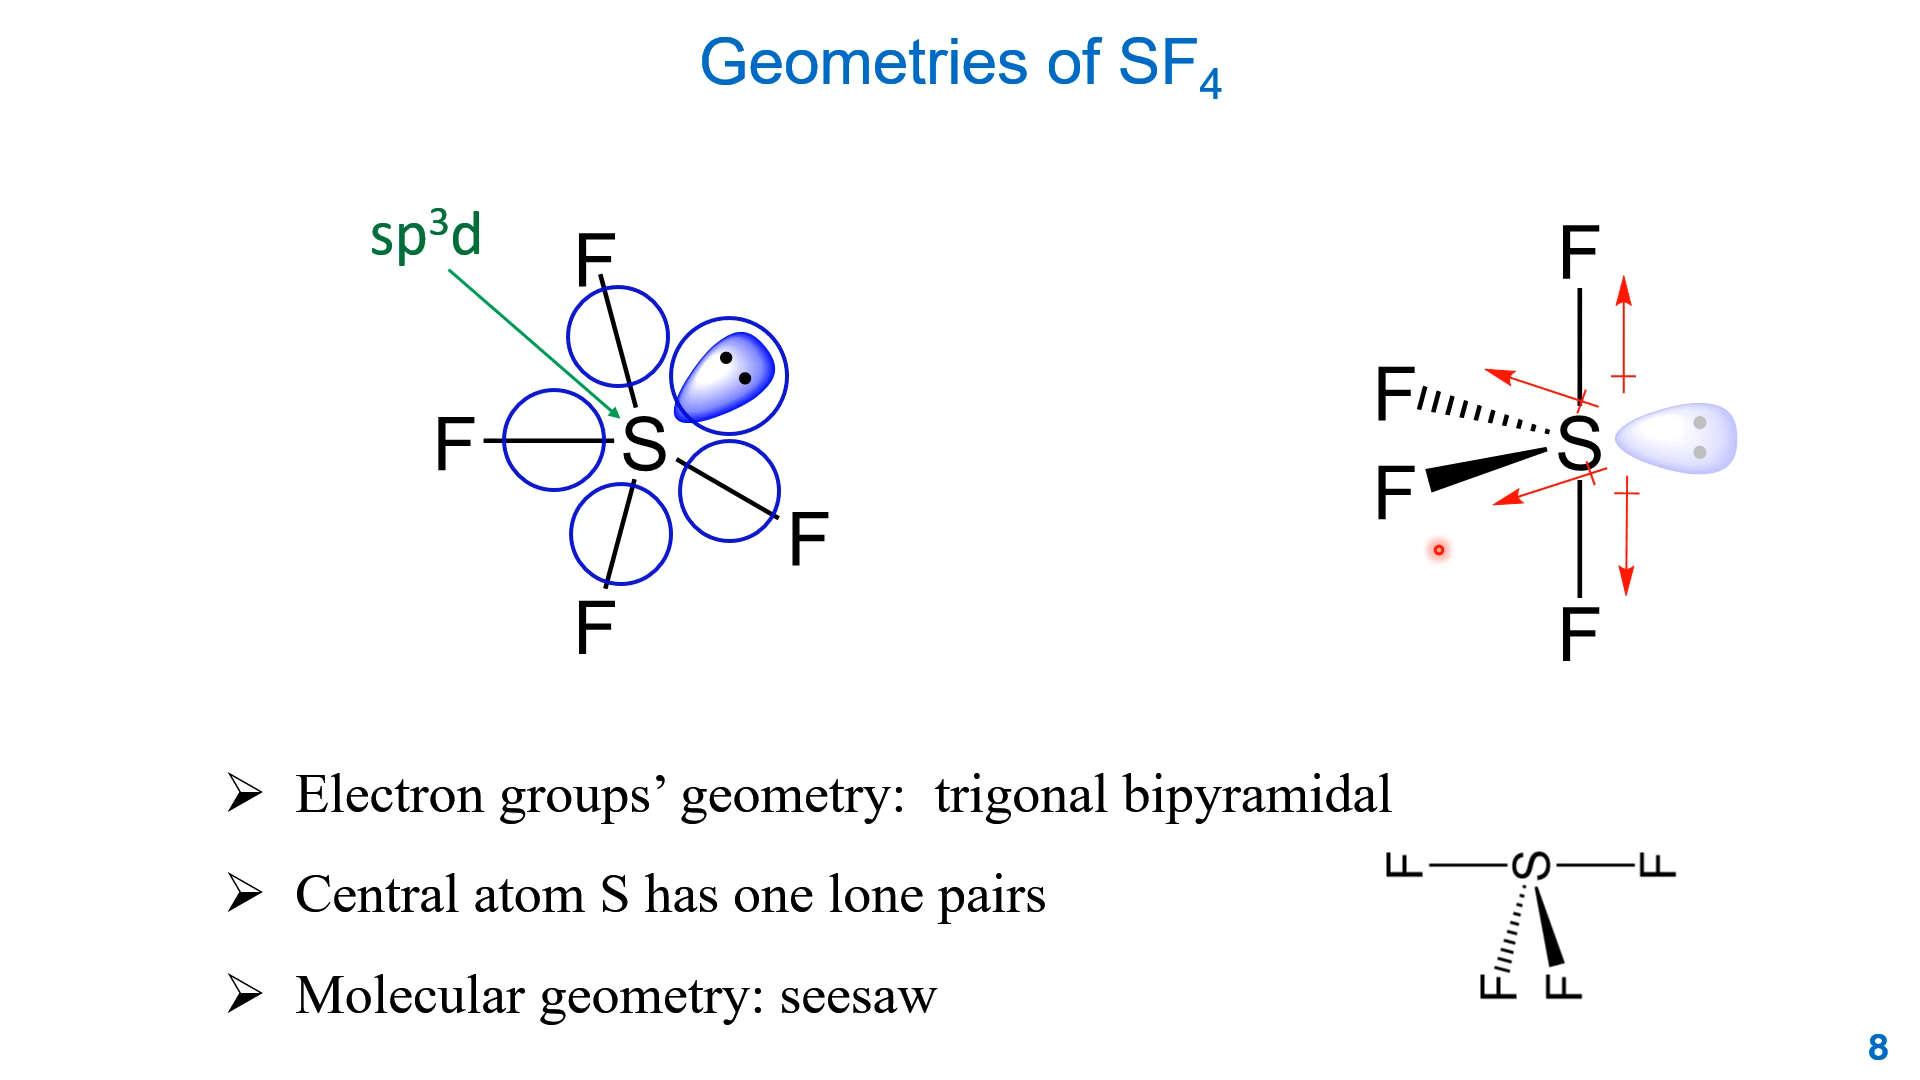 Geometries of SF4
sp3d
F
F
S
F
F
F
F
S
F
F
➢ Electron groups’ geometry: trigonal bipyramidal
➢ Central atom S has one lone pairs
➢ Molecular geometry: seesaw
F S F
F F
8